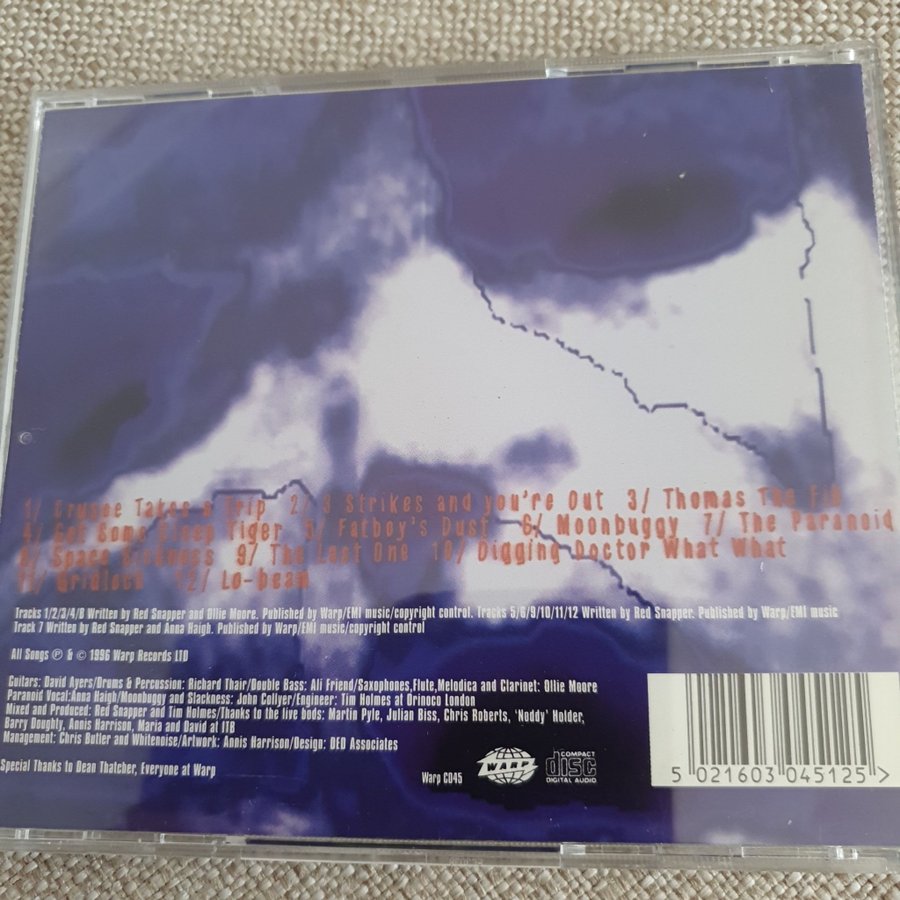 1/ Crusoe Takes a Trip 2/ 3 Strikes and you're Out 3/ Thomas The Fib
4/ Get Some Sleep Tiger 5/ Fatboy's Dust 6/ Moonbuggy 7/ The Paranoid
8/ Space Sickness 9/ The Last One 10/ Digging Doctor What What
11/ Gridlock 12/ Lo-beam
Tracks 1/2/3/4/8 Written by Red Snapper and Ollie Moore. Published by Warp/EMI music/copyright control. Tracks 5/6/9/10/11/12 Written by Red Snapper. Published by Warp/EMI music
Track 7 Written by Red Snapper and Anna Haigh. Published by Warp/EMI music/copyright control
All Songs ℗ & © 1996 Warp Records LTD
Guitars: David Ayers/Drums & Percussion: Richard Thair/Double Bass: Ali Friend/Saxophones,Flute,Melodica and Clarinet: Ollie Moore
Paranoid Vocal:Anna Haigh/Moonbuggy and Slackness: John Collyer/Engineer: Tim Holmes at Orinoco London
Mixed and Produced: Red Snapper and Tim Holmes/Thanks to the live bods: Martin Pyle, Julian Biss, Chris Roberts, 'Noddy' Holder,
Barry Doughty, Annis Harrison, Maria and David at ITB
Management: Chris Butler and Whitenoise/Artwork: Annis Harrison/Design: DED Associates
Special Thanks to Dean Thatcher, Everyone at Warp
Warp CD45
WARP
COMPACT
disc
DIGITAL AUDIO
5 021603 045125 >